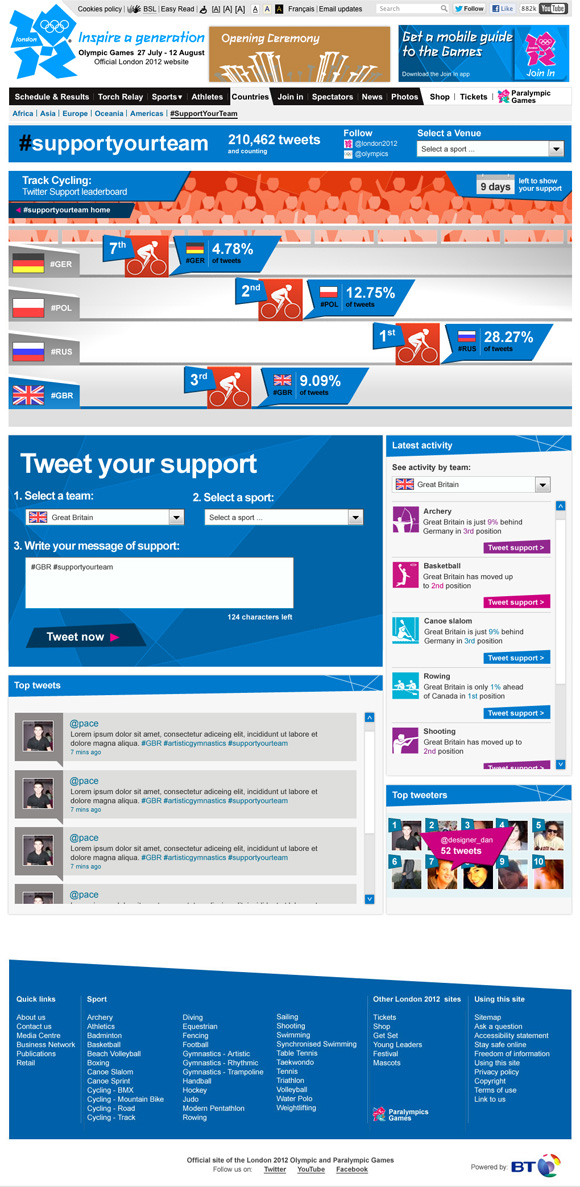 Cookies policy | BSL | Easy Read | [A] [A] [A] A A A Français | Email updates
Search
Follow
Like
882k
YouTube
london
Inspire a generation
Olympic Games 27 July - 12 August
Official London 2012 website
Opening Ceremony
Get a mobile guide
to the Games
Download the Join In app
Join In
Schedule & Results | Torch Relay | Sports▾ | Athletes | Countries | Join in | Spectators | News | Photos
Shop | Tickets | Paralympic
Games
Africa | Asia | Europe | Oceania | Americas | #SupportYourTeam
#supportyourteam
210,462 tweets
and counting
Follow
@london2012
@olympics
Select a Venue
Select a sport ...
Track Cycling:
Twitter Support leaderboard
9 days
left to show
your support
#supportyourteam home
#GER
7th
#GER
4.78%
of tweets
#POL
2nd
#POL
12.75%
of tweets
#RUS
1st
#RUS
28.27%
of tweets
#GBR
3rd
#GBR
9.09%
of tweets
Tweet your support
1. Select a team:
Great Britain
2. Select a sport:
Select a sport ...
3. Write your message of support:
#GBR #supportyourteam
124 characters left
Tweet now
Latest activity
See activity by team:
Great Britain
Archery
Great Britain is just 9% behind
Germany in 3rd position
Tweet support >
Basketball
Great Britain has moved up
to 2nd position
Tweet support >
Canoe slalom
Great Britain is just 9% behind
Germany in 3rd position
Tweet support >
Rowing
Great Britain is only 1% ahead
of Canada in 1st position
Tweet support >
Shooting
Great Britain has moved up to
2nd position
Tweet support >
Top tweets
@pace
Lorem ipsum dolor sit amet, consectetur adiceing elit, incididunt ut labore et
dolore magna aliqua. #GBR #artisticgymnastics #supportyourteam
7 mins ago
@pace
Lorem ipsum dolor sit amet, consectetur adiceing elit, incididunt ut labore et
dolore magna aliqua. #GBR #artisticgymnastics #supportyourteam
7 mins ago
@pace
Lorem ipsum dolor sit amet, consectetur adiceing elit, incididunt ut labore et
dolore magna aliqua. #GBR #artisticgymnastics #supportyourteam
7 mins ago
@pace
Top tweeters
1 2 3 4 5
@designer_dan
52 tweets
6 7 8 9 10
Quick links
About us
Contact us
Media Centre
Business Network
Publications
Retail
Sport
Archery
Athletics
Badminton
Basketball
Beach Volleyball
Boxing
Canoe Slalom
Canoe Sprint
Cycling - BMX
Cycling - Mountain Bike
Cycling - Road
Cycling - Track
Diving
Equestrian
Fencing
Football
Gymnastics - Artistic
Gymnastics - Rhythmic
Gymnastics - Trampoline
Handball
Hockey
Judo
Modern Pentathlon
Rowing
Sailing
Shooting
Swimming
Synchronised Swimming
Table Tennis
Taekwondo
Tennis
Triathlon
Volleyball
Water Polo
Weightlifting
Other London 2012 sites
Tickets
Shop
Get Set
Young Leaders
Festival
Mascots
Paralympics
Games
Using this site
Sitemap
Ask a question
Accessibility statement
Stay safe online
Freedom of information
Using this site
Privacy policy
Copyright
Terms of use
Link to us
Official site of the London 2012 Olympic and Paralympic Games
Follow us on: Twitter YouTube Facebook
Powered by: BT